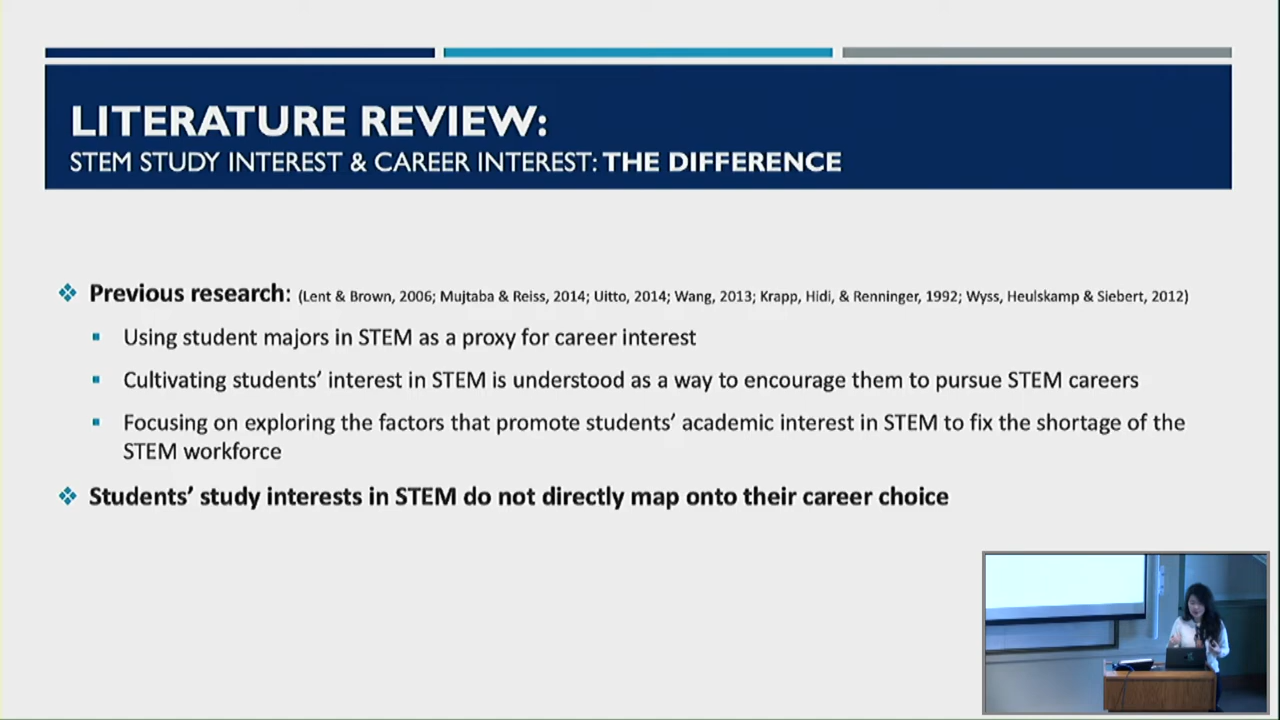 LITERATURE REVIEW:
STEM STUDY INTEREST & CAREER INTEREST: THE DIFFERENCE
Previous research: (Lent & Brown, 2006; Mujtaba & Reiss, 2014; Uitto, 2014; Wang, 2013; Krapp, Hidi, & Renninger, 1992; Wyss, Heulskamp & Siebert, 2012)
Using student majors in STEM as a proxy for career interest
Cultivating students' interest in STEM is understood as a way to encourage them to pursue STEM careers
Focusing on exploring the factors that promote students' academic interest in STEM to fix the shortage of the
STEM workforce
Students' study interests in STEM do not directly map onto their career choice